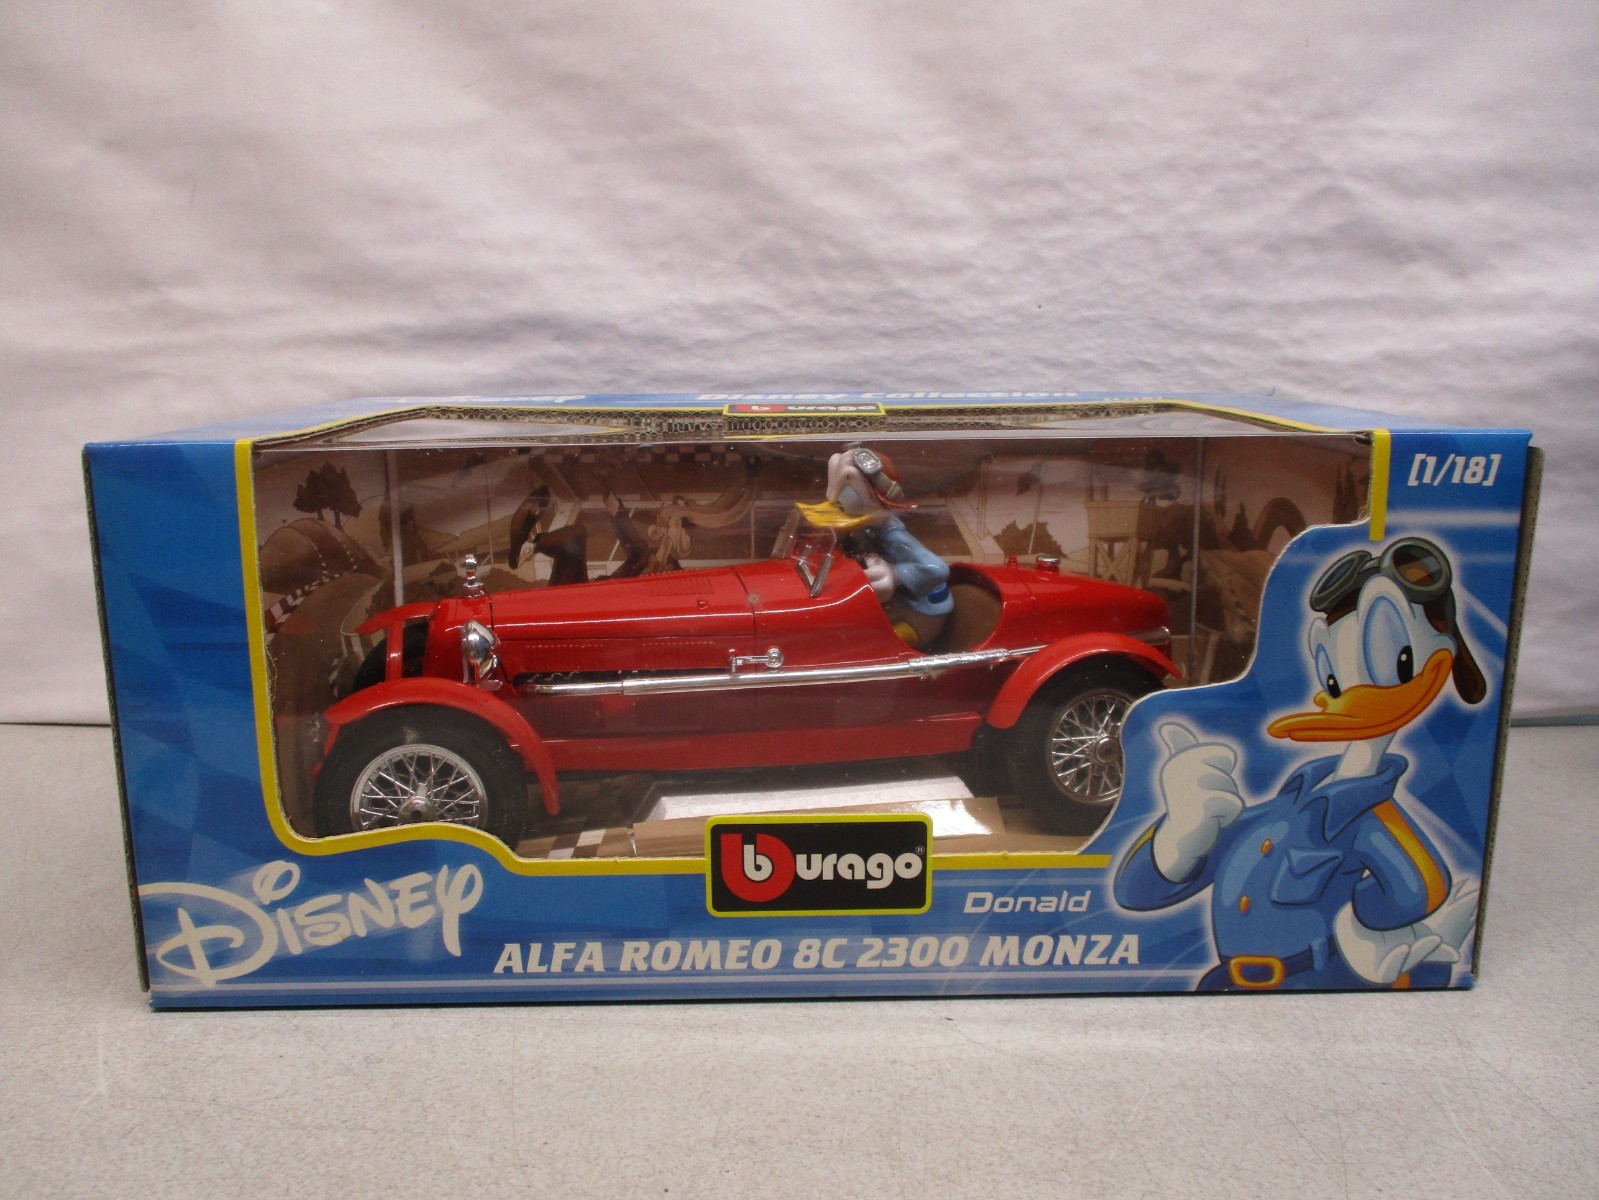 Disney Collection
burago
[1/18]
burago®
Donald
DISNEY
ALFA ROMEO 8C 2300 MONZA